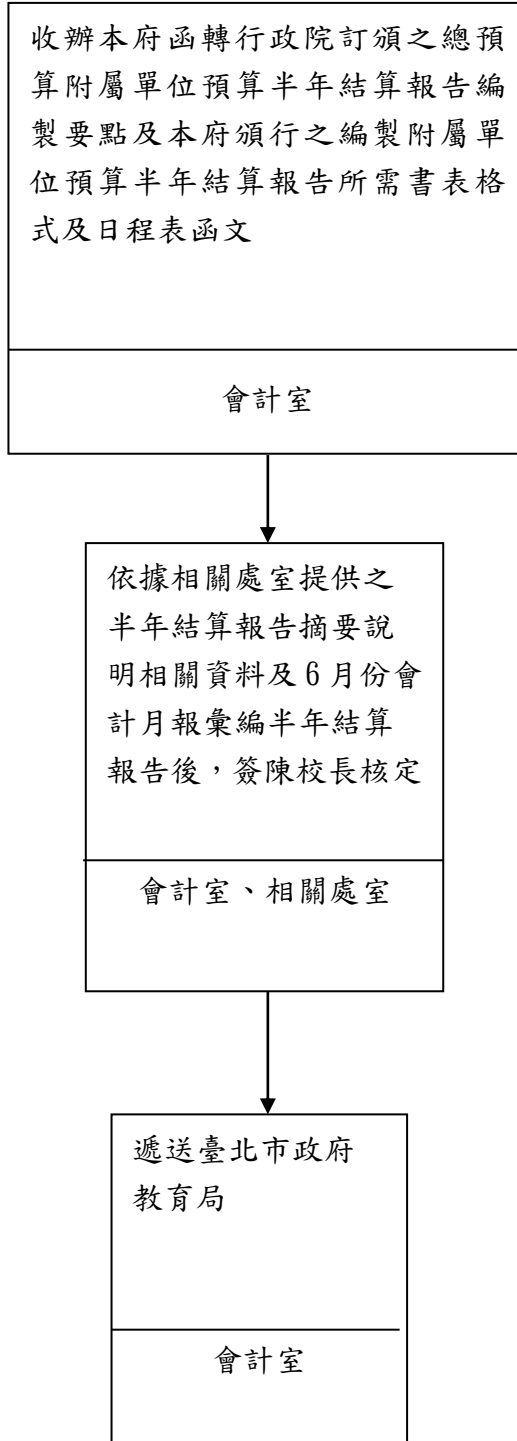 收辦本府函轉行政院訂頒之總預
算附屬單位預算半年結算報告編
製要點及本府頒行之編製附屬單
位預算半年結算報告所需書表格
式及日程表函文
會計室
依據相關處室提供之
半年結算報告摘要說
明相關資料及6月份會
計月報彙編半年結算
報告後，簽陳校長核定
會計室、相關處室
遞送臺北市政府
教育局
會計室